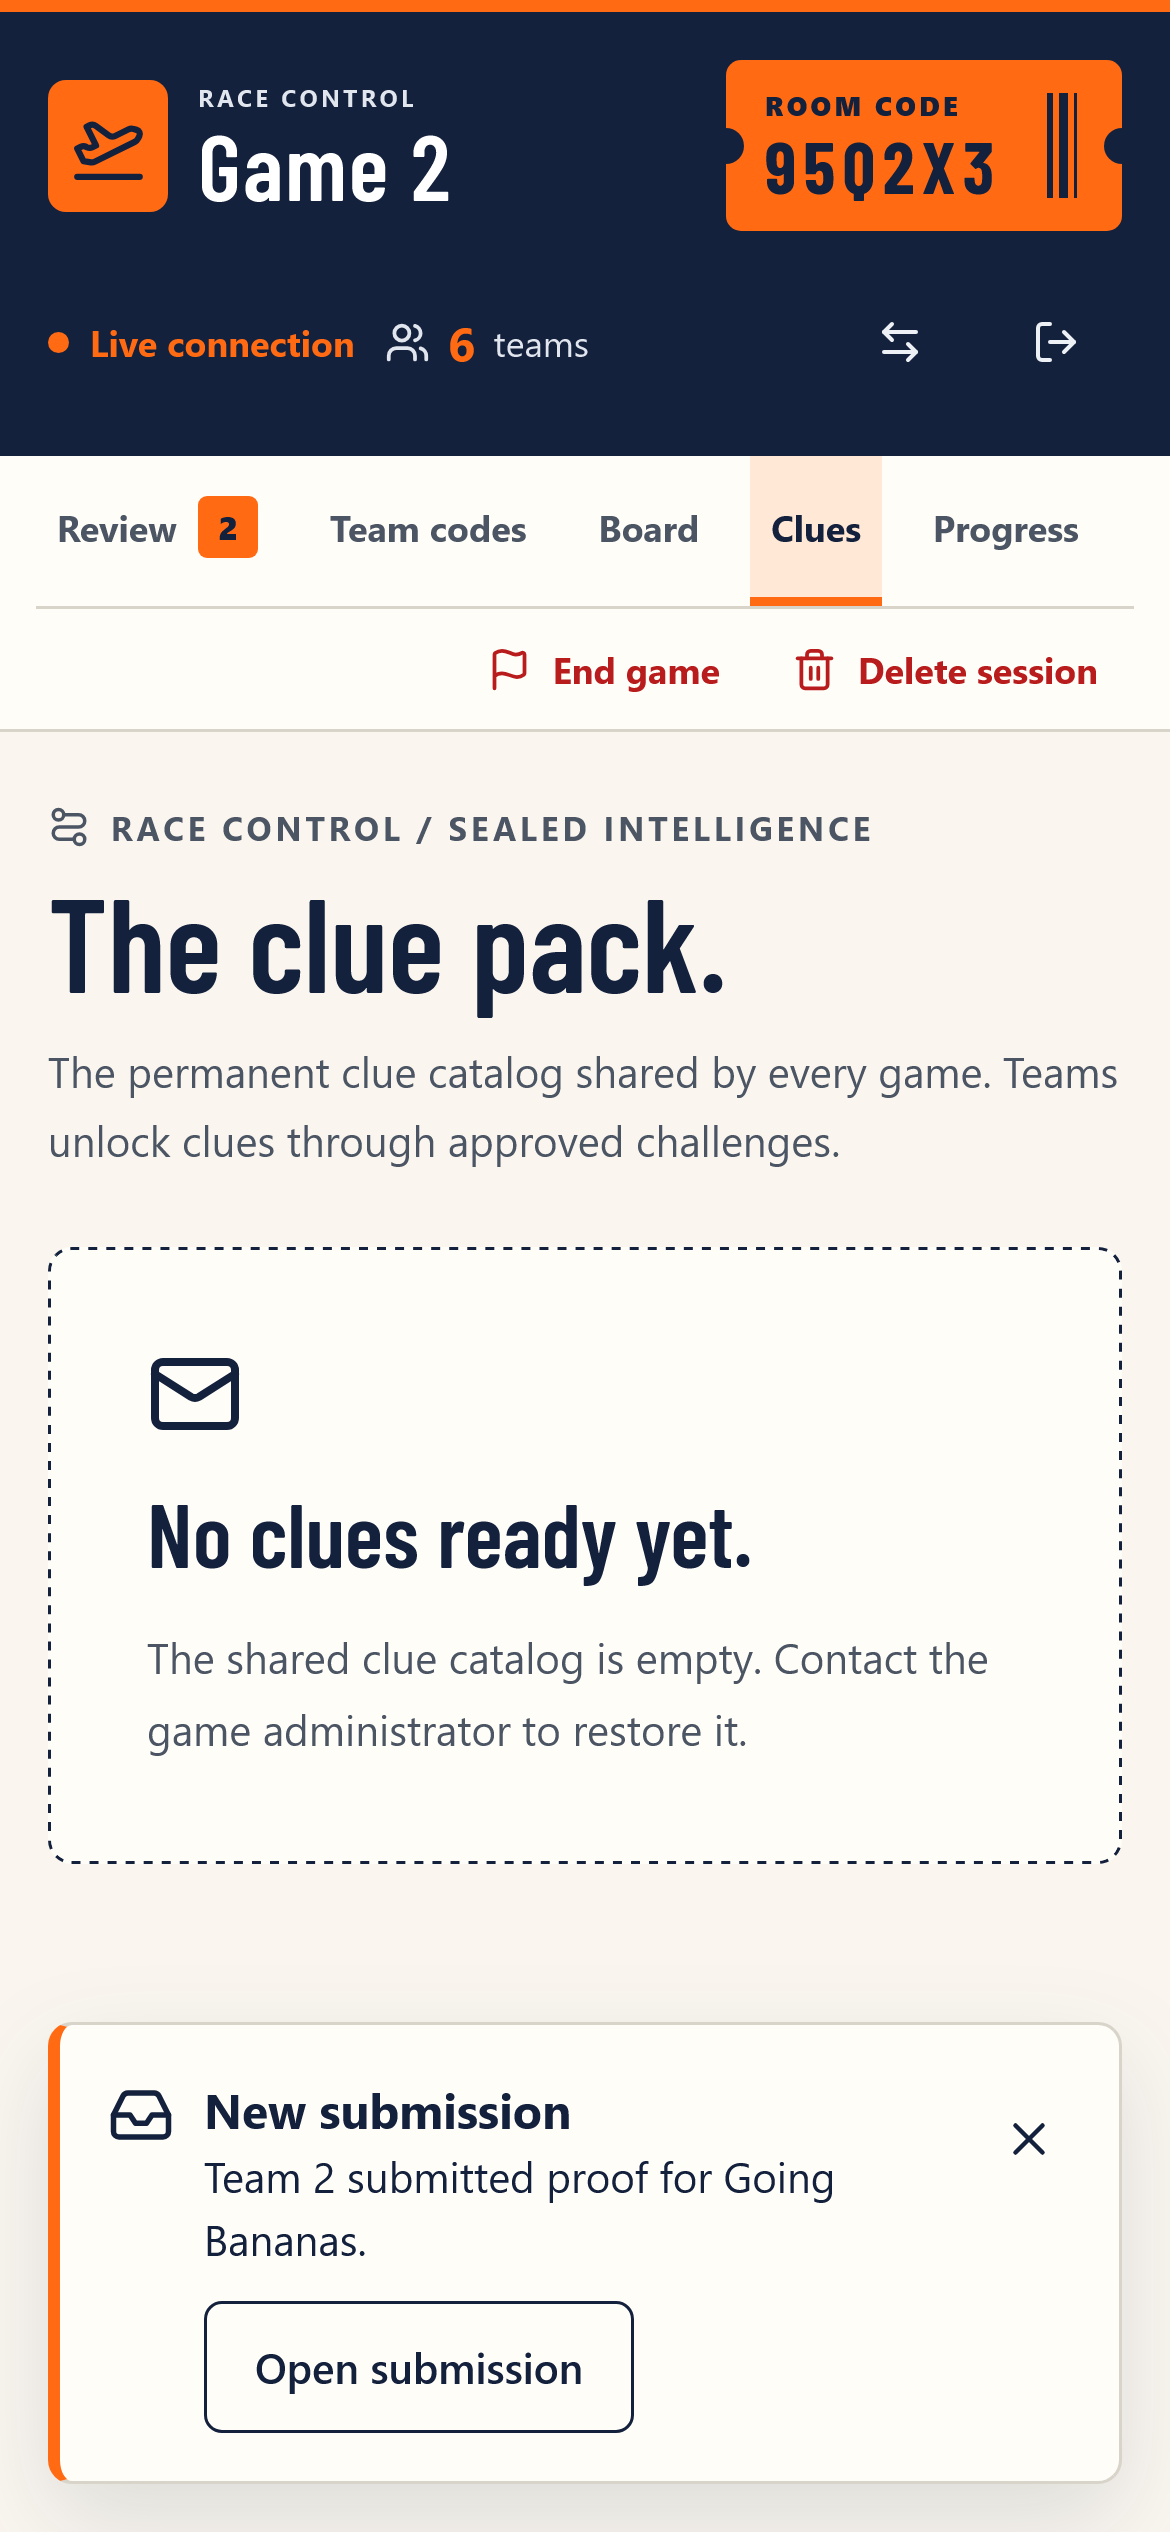 RACE CONTROL
Game 2
ROOM CODE
95Q2X3
Live connection
6 teams
Review 2
Team codes
Board
Clues
Progress
End game
Delete session
RACE CONTROL / SEALED INTELLIGENCE
The clue pack.
The permanent clue catalog shared by every game. Teams
unlock clues through approved challenges.
No clues ready yet.
The shared clue catalog is empty. Contact the
game administrator to restore it.
New submission
Team 2 submitted proof for Going
Bananas.
Open submission